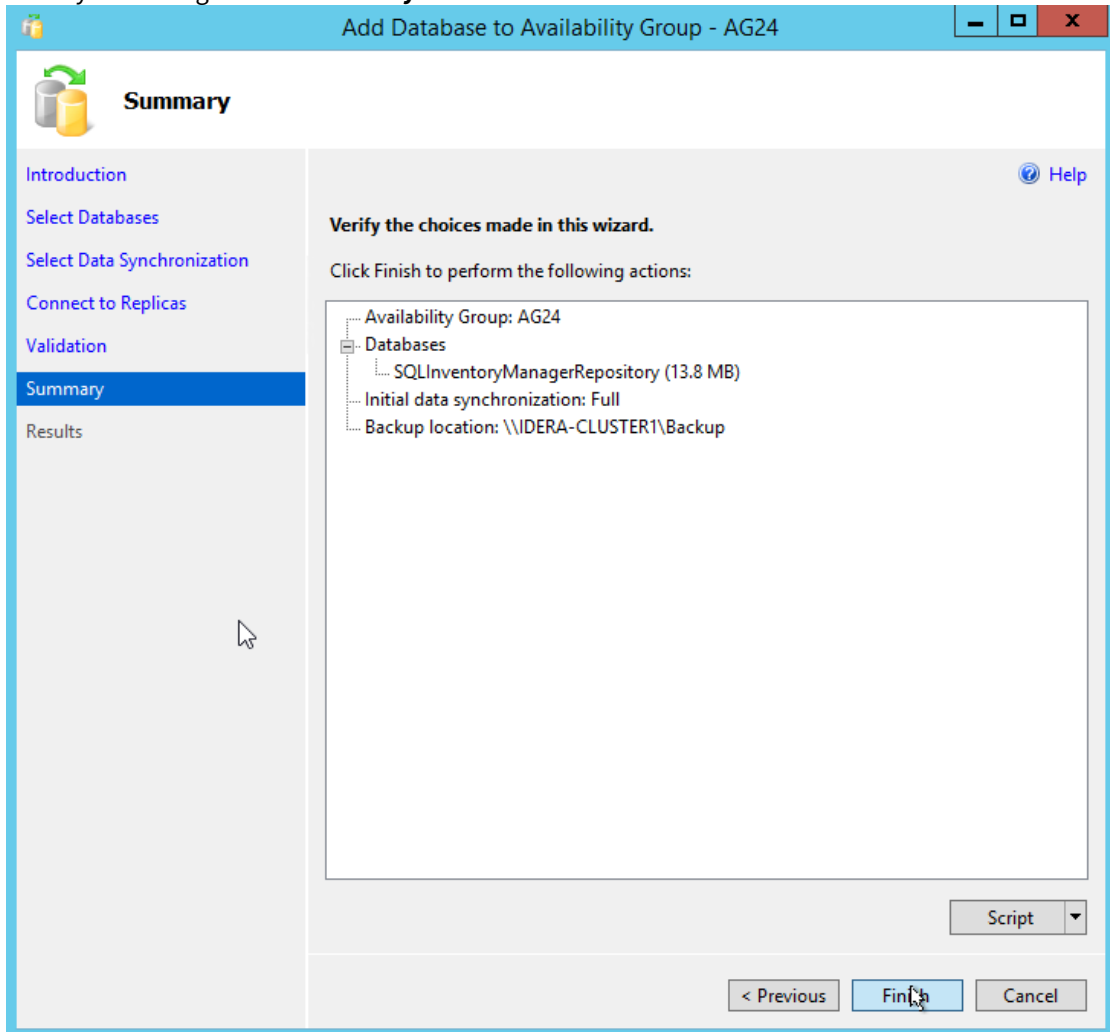 Add Database to Availability Group - AG24
Summary
Introduction
Select Databases
Select Data Synchronization
Connect to Replicas
Validation
Summary
Results
Help
Verify the choices made in this wizard.
Click Finish to perform the following actions:
Availability Group: AG24
Databases
SQLInventoryManagerRepository (13.8 MB)
Initial data synchronization: Full
Backup location: \\IDERA-CLUSTER1\Backup
Script
< Previous
Finish
Cancel